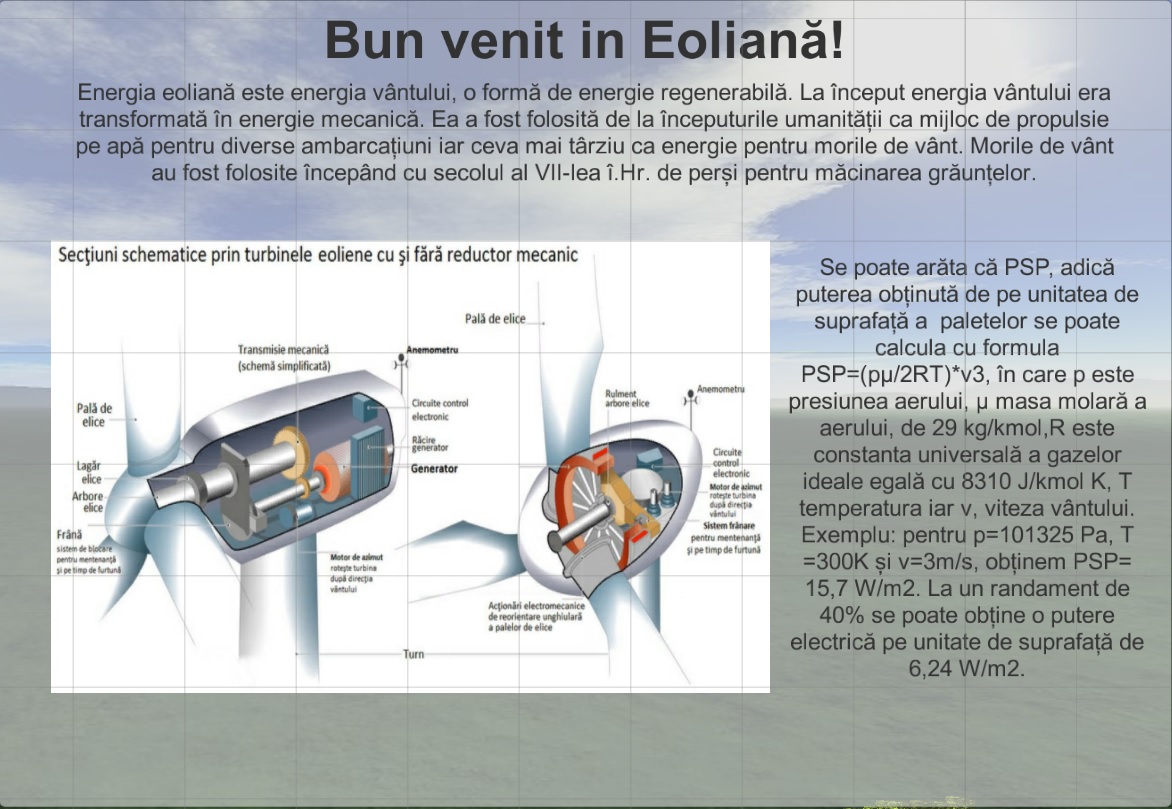 Bun venit in Eoliană!
Energia eoliană este energia vântului, o formă de energie regenerabilă. La început energia vântului era
transformată în energie mecanică. Ea a fost folosită de la începuturile umanității ca mijloc de propulsie
pe apă pentru diverse ambarcațiuni iar ceva mai târziu ca energie pentru morile de vânt. Morile de vânt
au fost folosite începând cu secolul al VII-lea î.Hr. de perși pentru măcinarea grăunțelor.
Secţiuni schematice prin turbinele eoliene cu şi fără reductor mecanic
Pală de elice
Transmisie mecanică
(schemă simplificată)
Anemometru
Pală de
elice
Circuite control
electronic
Răcire
generator
Generator
Lagăr
elice
Arbore
elice
Frână
sistem de blocare
pentru mentenanţă
şi pe timp de furtună
Motor de azimut
roteşte turbina
după direcţia
vântului
Rulment
arbore elice
Anemometru
Circuite
control
electronic
Motor de azimut
roteşte turbina
după direcţia
vântului
Sistem frânare
pentru mentenanţă
şi pe timp de furtună
Acţionări electromecanice
de reorientare unghiulară
a palelor de elice
Turn
Se poate arăta că PSP, adică
puterea obținută de pe unitatea de
suprafață a  paletelor se poate
calcula cu formula
PSP=(pµ/2RT)*v3, în care p este
presiunea aerului, µ masa molară a
aerului, de 29 kg/kmol,R este
constanta universală a gazelor
ideale egală cu 8310 J/kmol K, T
temperatura iar v, viteza vântului.
Exemplu: pentru p=101325 Pa, T
=300K și v=3m/s, obținem PSP=
15,7 W/m2. La un randament de
40% se poate obține o putere
electrică pe unitate de suprafață de
6,24 W/m2.